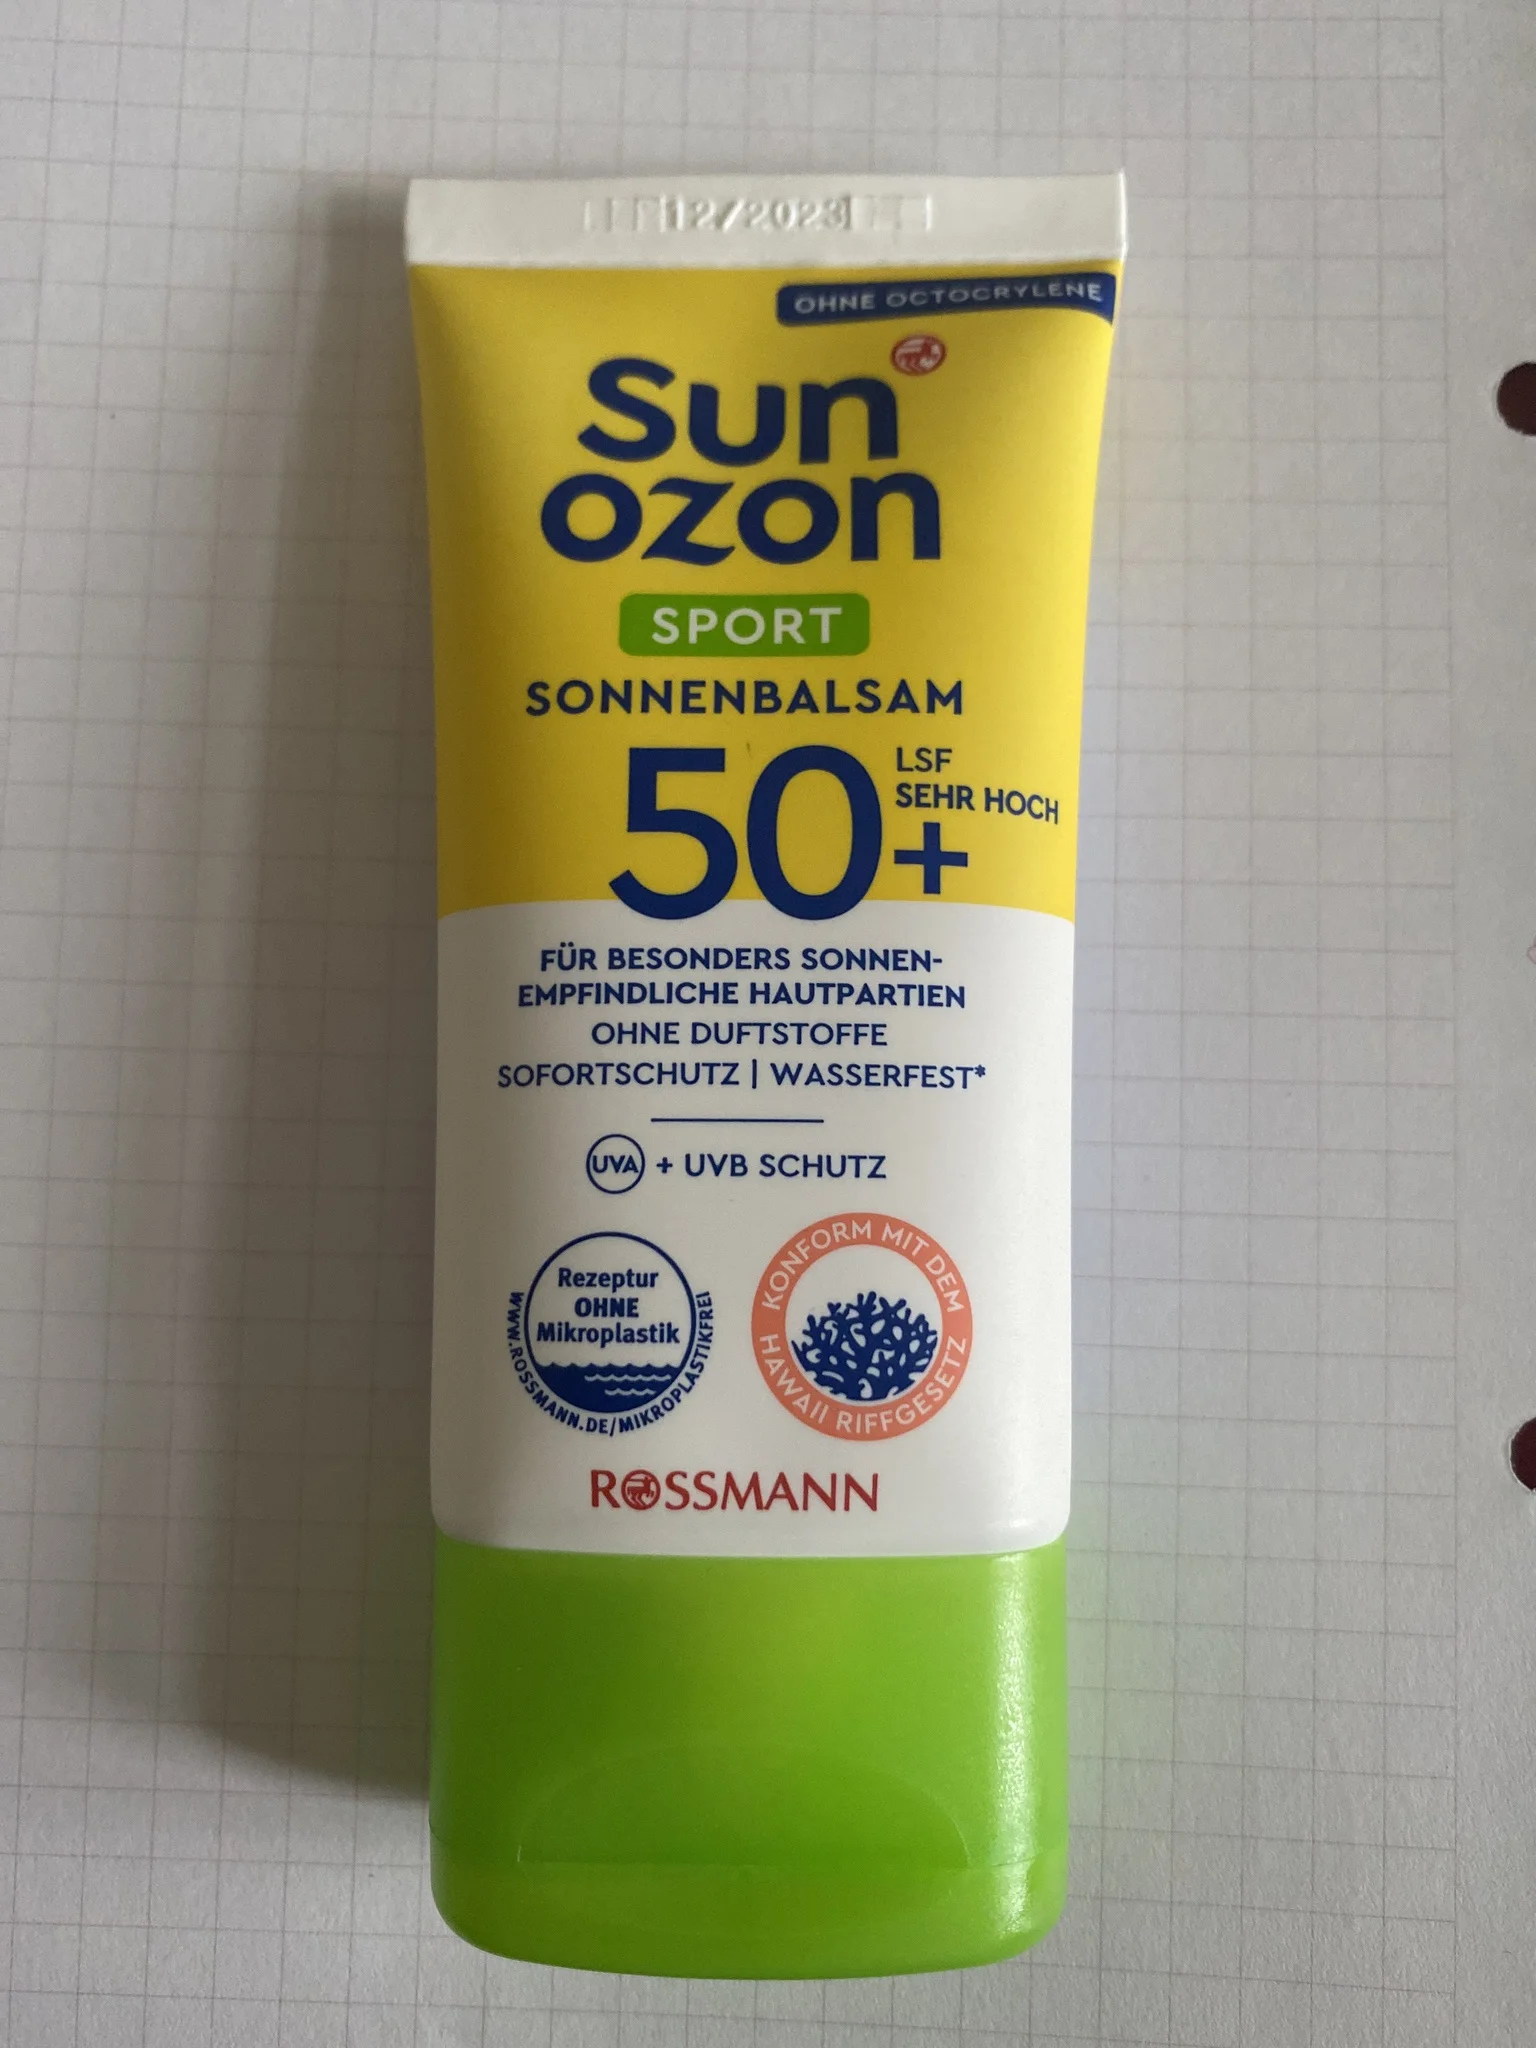 12/2023
OHNE OCTOCRYLENE
Sun
ozon
SPORT
SONNENBALSAM
50+
LSF
SEHR HOCH
FÜR BESONDERS SONNEN-
EMPFINDLICHE HAUTPARTIEN
OHNE DUFTSTOFFE
SOFORTSCHUTZ | WASSERFEST*
UVA + UVB SCHUTZ
Rezeptur
OHNE
Mikroplastik
WWW.ROSSMANN.DE/MIKROPLASTIKFREI
KONFORM MIT DEM
HAWAII RIFFGESETZ
ROSSMANN